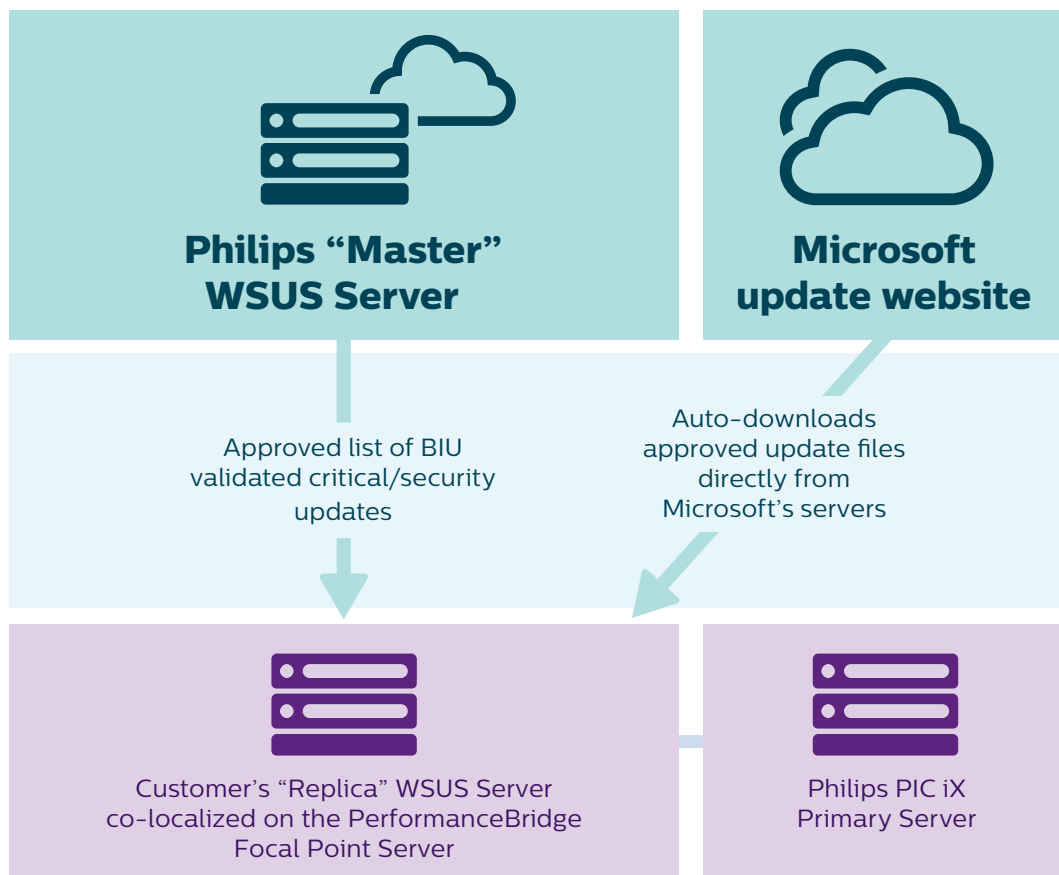 Philips “Master”
WSUS Server
Microsoft
update website
Approved list of BIU
validated critical/security
updates
Auto-downloads
approved update files
directly from
Microsoft’s servers
Customer’s “Replica” WSUS Server
co-localized on the PerformanceBridge
Focal Point Server
Philips PIC iX
Primary Server